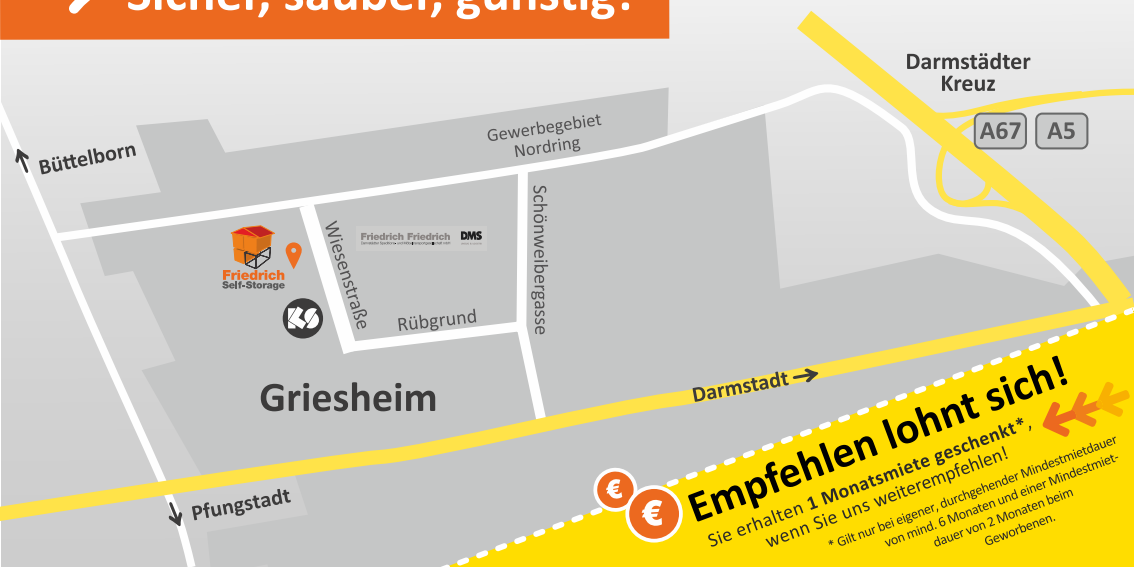 Sicher, sauber, günstig!
Darmstädter
Kreuz
A67 A5
Büttelborn
Gewerbegebiet
Nordring
Wiesenstraße
Schönweibergasse
Friedrich Friedrich
DMS
Friedrich
Self-Storage
KS
Rübgrund
Griesheim
Darmstadt
Pfungstadt
Empfehlen lohnt sich!
Sie erhalten 1 Monatsmiete geschenkt*,
wenn Sie uns weiterempfehlen!
* Gilt nur bei eigener, durchgehender Mindestmietdauer
von mind. 6 Monaten und einer Mindestmiet-
dauer von 2 Monaten beim
Geworbenen.
€
€